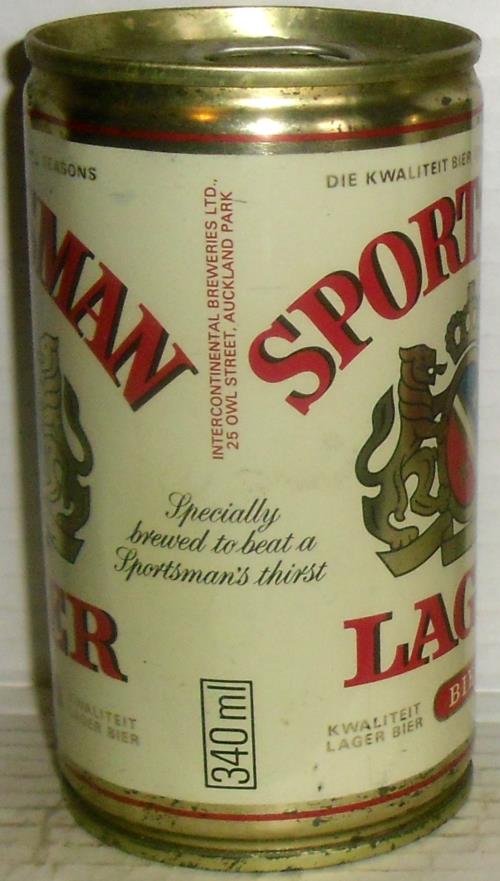 SEASONS
MAN
ER
KWALITEIT
LAGER BIER
INTERCONTINENTAL BREWERIES LTD.,
25 OWL STREET, AUCKLAND PARK
Specially
brewed to beat a
Sportsman's thirst
340 ml
DIE KWALITEIT BIER
SPORT
LAG
BIE
KWALITEIT
LAGER BIER